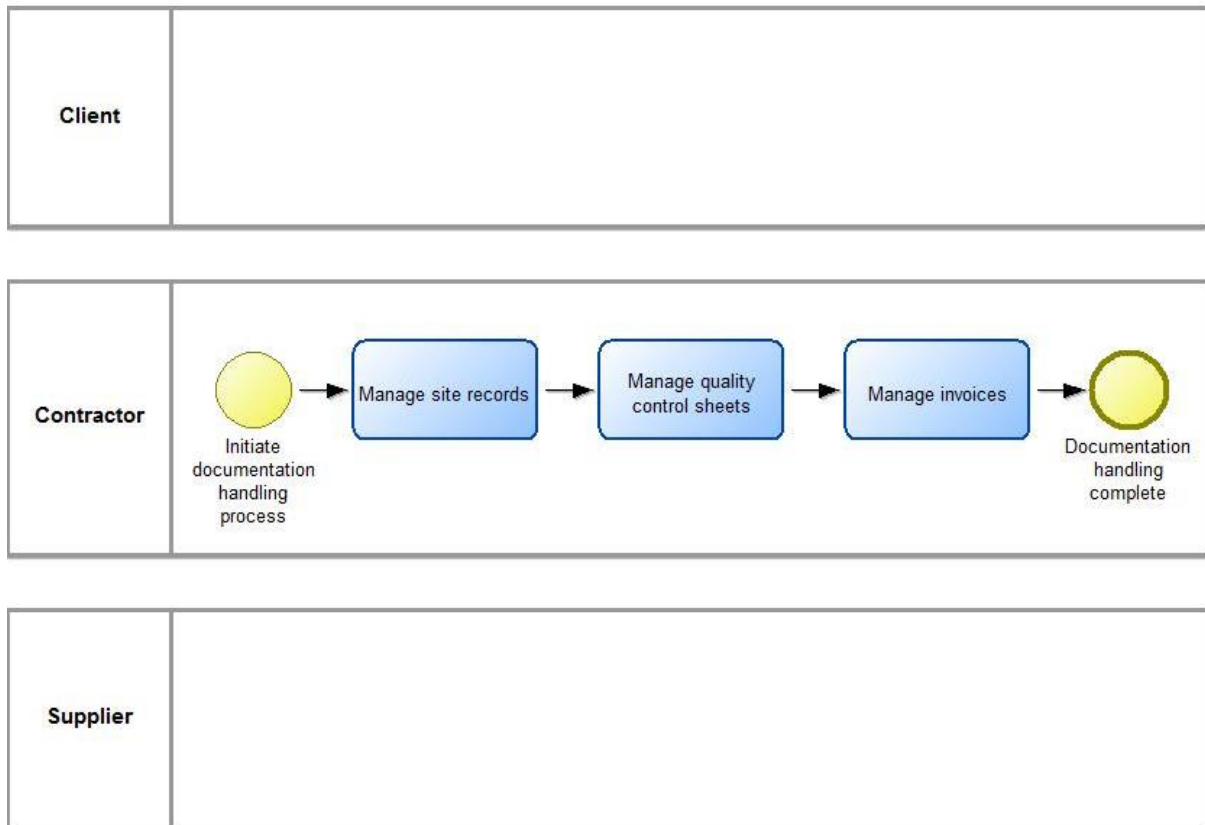 Client
Contractor
Initiate
documentation
handling
process
Manage site records
Manage quality
control sheets
Manage invoices
Documentation
handling
complete
Supplier